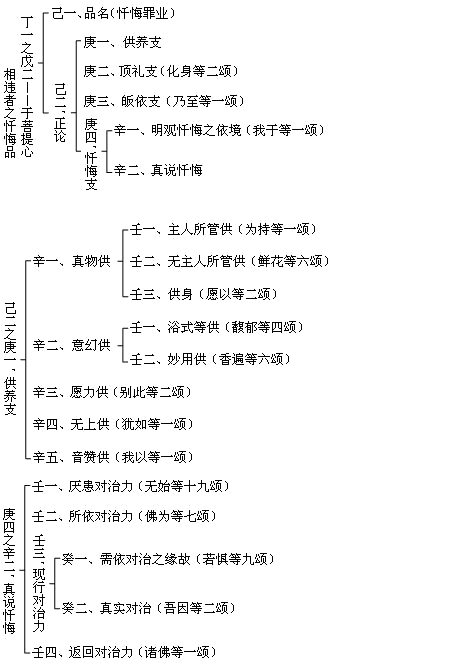 丁一之戊二——于菩提心
相违者之忏悔品
己一、品名（忏悔罪业）
己二、正论
庚一、供养支
庚二、顶礼支（化身等二颂）
庚三、皈依支（乃至等一颂）
庚四、忏悔支
辛一、明观忏悔之依境（我于等一颂）
辛二、真说忏悔
己二之庚一，供养支
辛一、真物供
壬一、主人所管供（为持等一颂）
壬二、无主人所管供（鲜花等六颂）
壬三、供身（愿以等二颂）
辛二、意幻供
壬一、浴式等供（馥郁等四颂）
壬二、妙用供（香遍等六颂）
辛三、愿力供（别此等二颂）
辛四、无上供（犹如等一颂）
辛五、音赞供（我以等一颂）
庚四之辛二，真说忏悔
壬一、厌患对治力（无始等十九颂）
壬二、所依对治力（佛为等七颂）
壬三，现行对治力
癸一、需依对治之缘故（若惧等九颂）
癸二、真实对治（吾因等二颂）
壬四、返回对治力（诸佛等一颂）